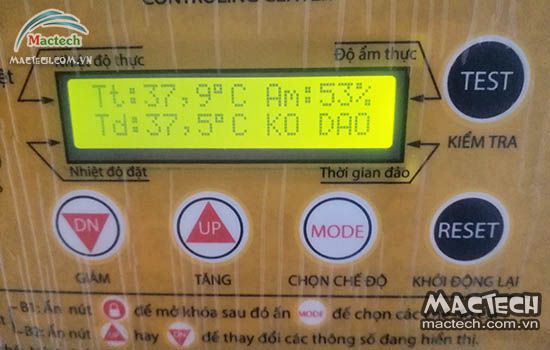 CONTROLLING CENTER
Mactech
MACTECH.COM.VN
Nhiệt độ thực
Độ ẩm thực
Tt:37,9°C Am:53%
Td:37,5°C KO DAO
TEST
KIỂM TRA
Nhiệt độ đặt
Thời gian đảo
DN
UP
MODE
RESET
GIẢM
TĂNG
CHỌN CHẾ ĐỘ
KHỞI ĐỘNG LẠI
-B1: Ấn nút để mở khóa sau đó ấn MODE để chọn các
-B2: Ấn nút hay DN để thay đổi các thông số đang hiển thị.
MACTECH
mactech.com.vn